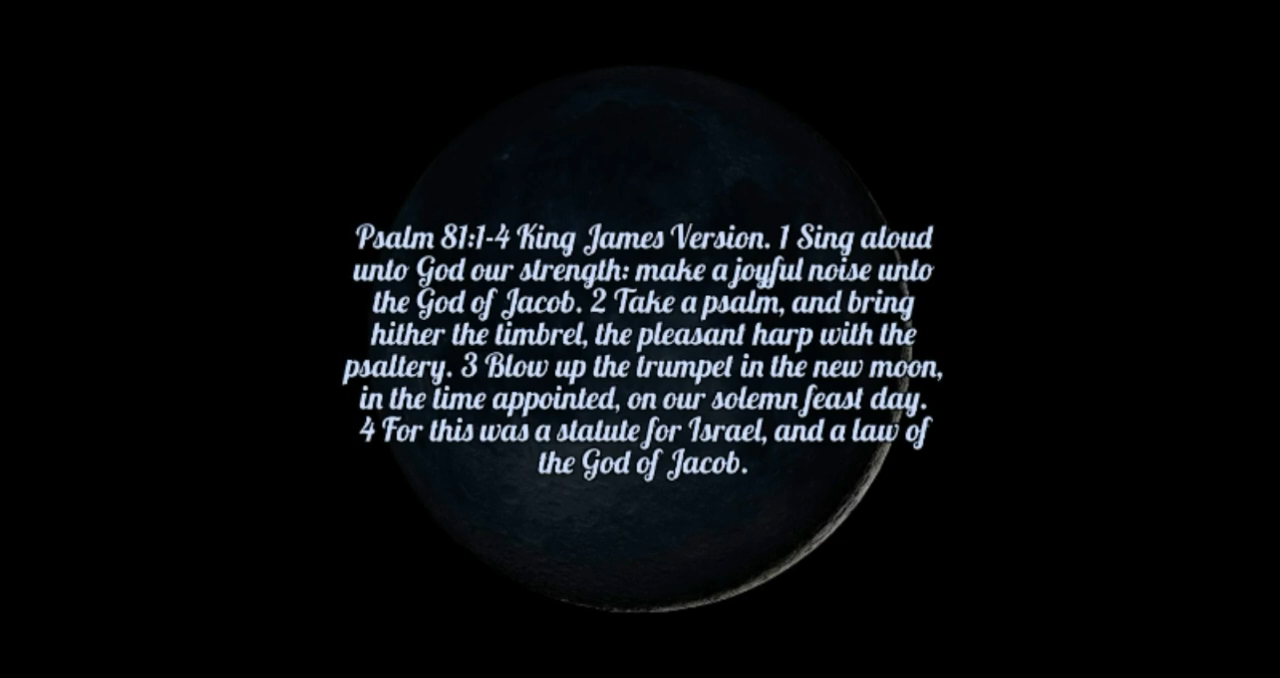 Psalm 81:1-4 King James Version. 1 Sing aloud
unto God our strength: make a joyful noise unto
the God of Jacob. 2 Take a psalm, and bring
hither the timbrel, the pleasant harp with the
psaltery. 3 Blow up the trumpet in the new moon,
in the time appointed, on our solemn feast day.
4 For this was a statute for Israel, and a law of
the God of Jacob.